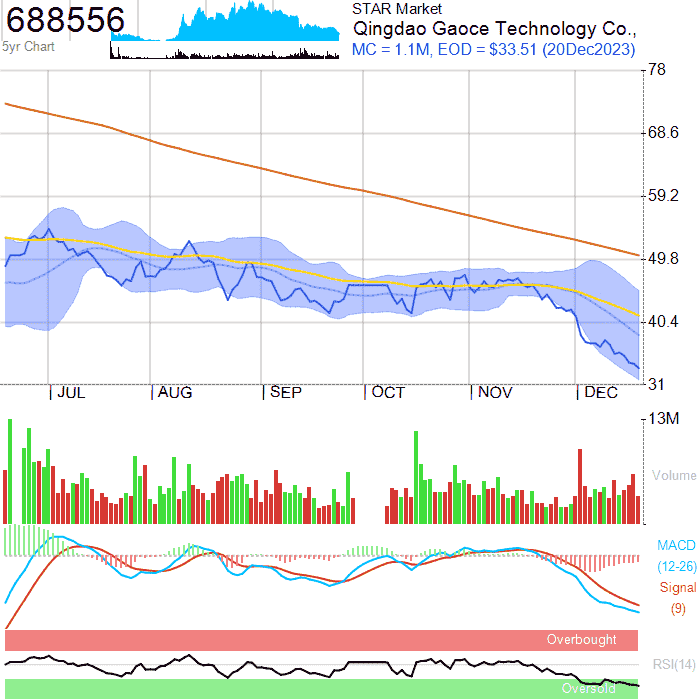 688556
5yr Chart
STAR Market
Qingdao Gaoce Technology Co.,
MC = 1.1M, EOD = $33.51 (20Dec2023)
78
68.6
59.2
49.8
40.4
31
JUL AUG SEP OCT NOV DEC
13M
Volume
MACD
(12-26)
Signal
(9)
Overbought
RSI(14)
Oversold